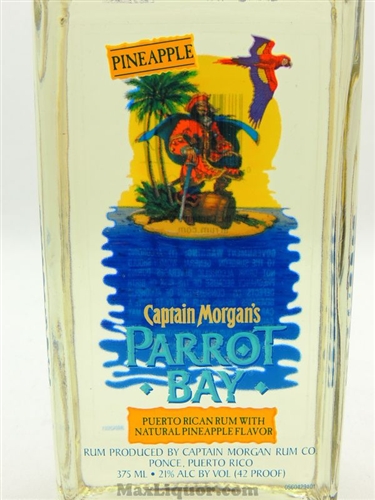 PINEAPPLE
Captain Morgan's
PARROT
• BAY •
PUERTO RICAN RUM WITH
NATURAL PINEAPPLE FLAVOR
RUM PRODUCED BY CAPTAIN MORGAN RUM CO.
PONCE, PUERTO RICO
375 ML • 21% ALC BY VOL (42 PROOF)
MaxLiquor.com